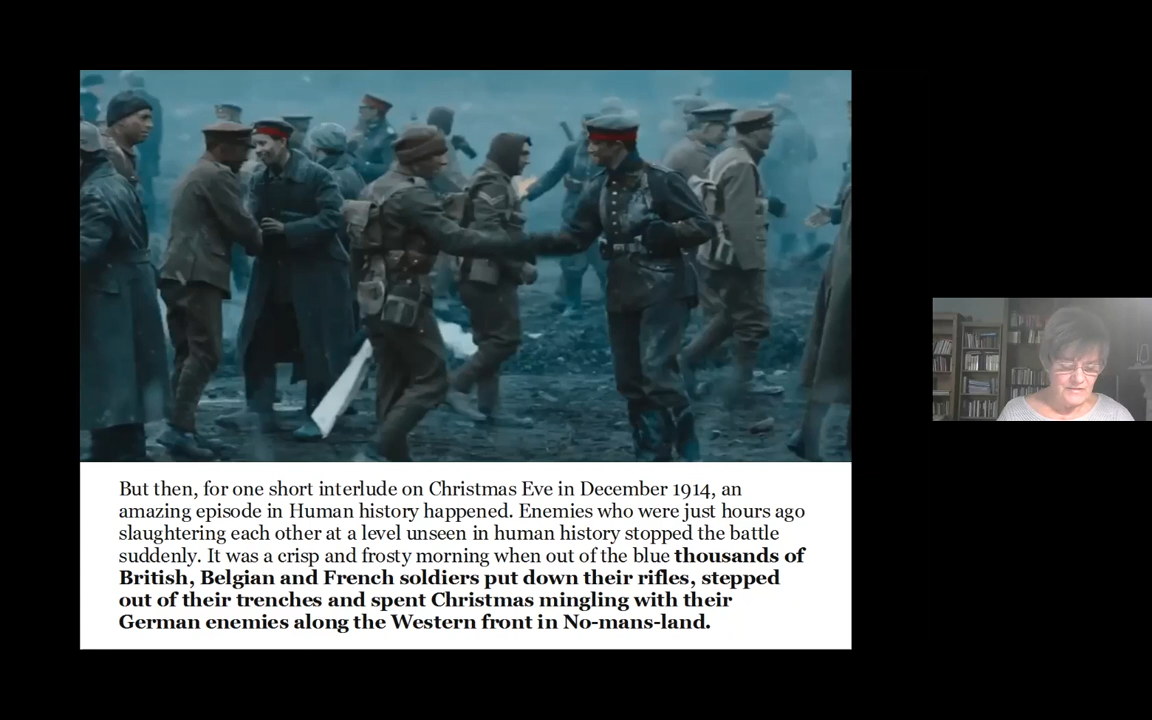 But then, for one short interlude on Christmas Eve in December 1914, an
amazing episode in Human history happened. Enemies who were just hours ago
slaughtering each other at a level unseen in human history stopped the battle
suddenly. It was a crisp and frosty morning when out of the blue thousands of
British, Belgian and French soldiers put down their rifles, stepped
out of their trenches and spent Christmas mingling with their
German enemies along the Western front in No-mans-land.